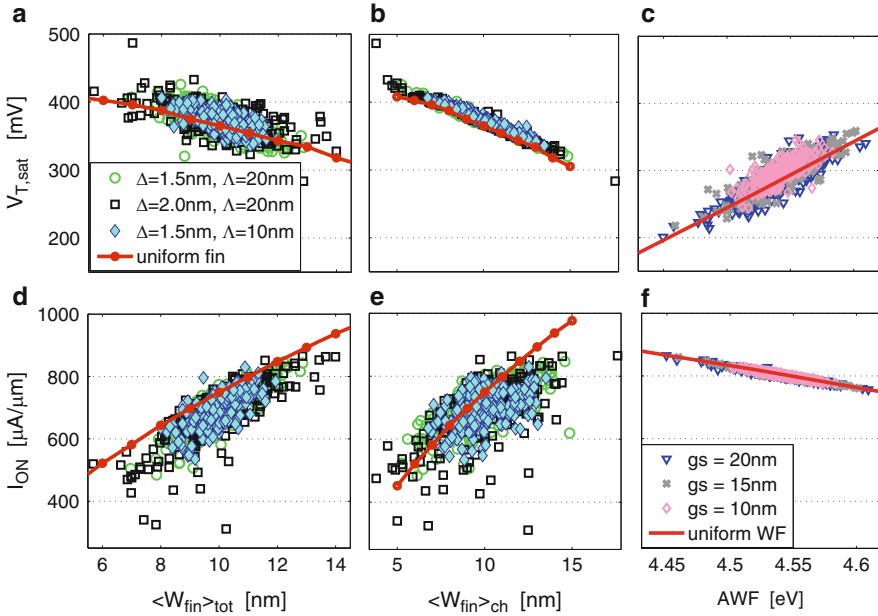 a
b
c
500
400
300
200
V_T,sat [mV]
Δ=1.5nm, Λ=20nm
Δ=2.0nm, Λ=20nm
Δ=1.5nm, Λ=10nm
uniform fin
d
e
f
1000
800
600
400
I_ON [μA/μm]
gs = 20nm
gs = 15nm
gs = 10nm
uniform WF
6 8 10 12 14
5 10 15
4.45 4.5 4.55 4.6
<W_fin>_tot [nm]
<W_fin>_ch [nm]
AWF [eV]